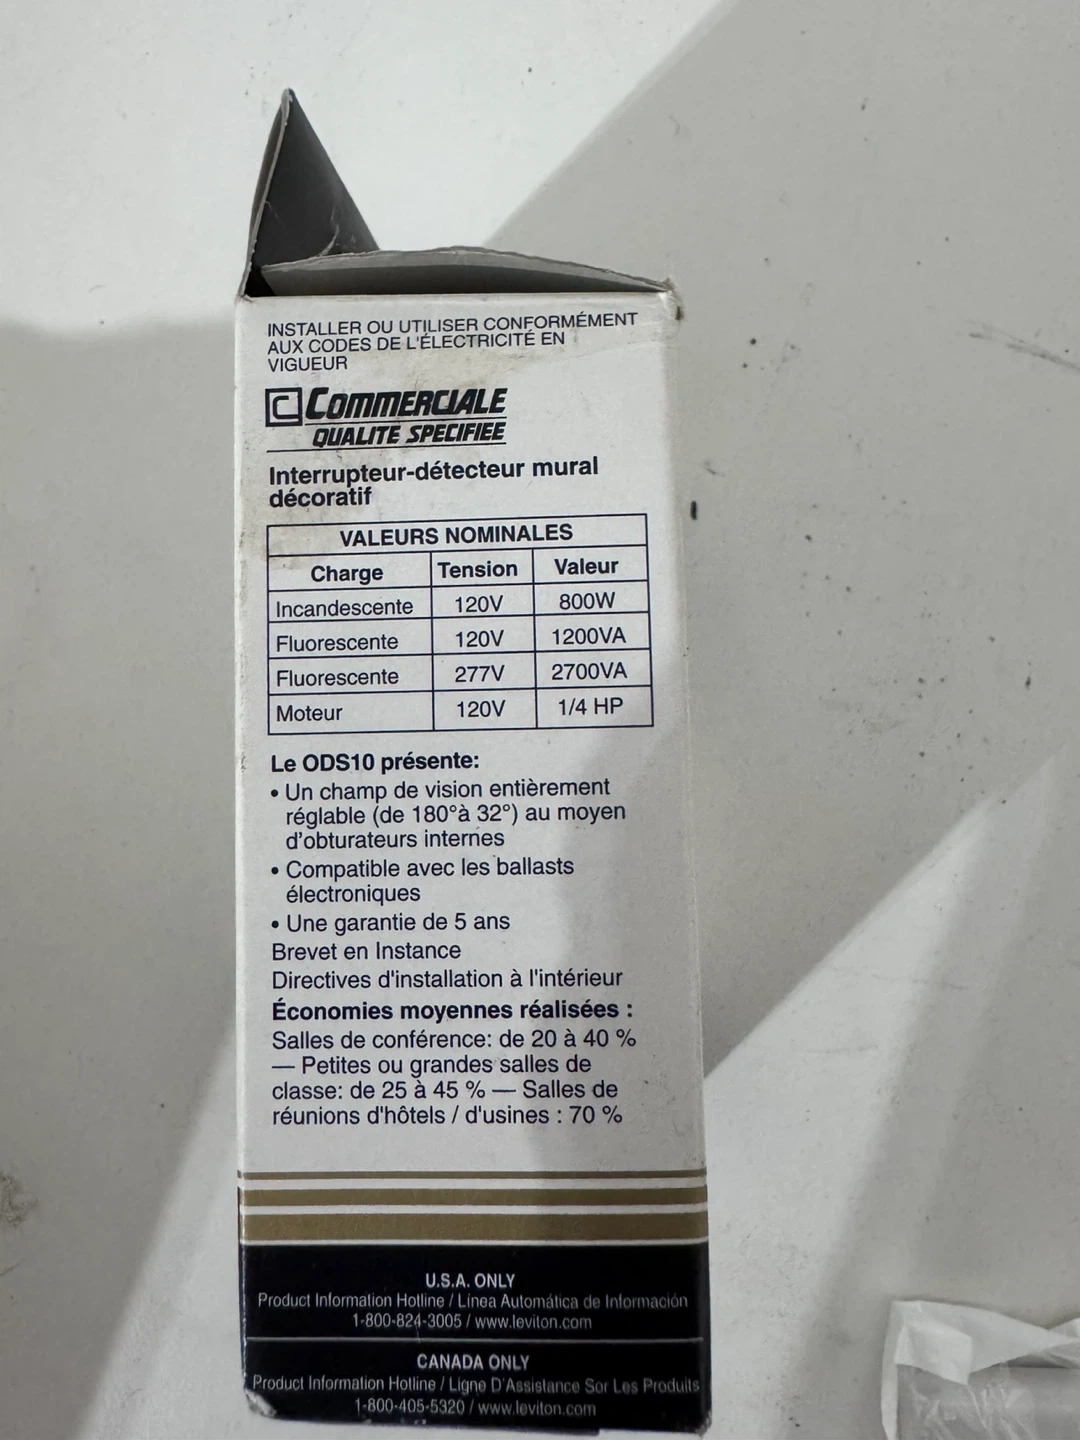 INSTALLER OU UTILISER CONFORMÉMENT
AUX CODES DE L'ÉLECTRICITÉ EN
VIGUEUR
C COMMERCIALE
QUALITE SPECIFIEE
Interrupteur-détecteur mural
décoratif
VALEURS NOMINALES
Charge Tension Valeur
Incandescente 120V 800W
Fluorescente 120V 1200VA
Fluorescente 277V 2700VA
Moteur 120V 1/4 HP
Le ODS10 présente:
• Un champ de vision entièrement
réglable (de 180°à 32°) au moyen
d'obturateurs internes
• Compatible avec les ballasts
électroniques
• Une garantie de 5 ans
Brevet en Instance
Directives d'installation à l'intérieur
Économies moyennes réalisées :
Salles de conférence: de 20 à 40 %
— Petites ou grandes salles de
classe: de 25 à 45 % — Salles de
réunions d'hôtels / d'usines : 70 %
U.S.A. ONLY
Product Information Hotline / Línea Automática de Información
1-800-824-3005 / www.leviton.com
CANADA ONLY
Product Information Hotline / Ligne D'Assistance Sor Les Produits
1-800-405-5320 / www.leviton.com